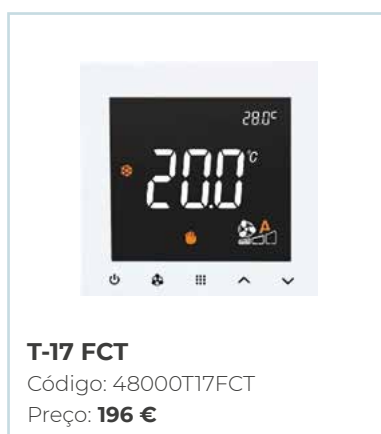 28.0°C
20.0 °C
A
T-17 FCT
Código: 48000T17FCT
Preço: 196 €